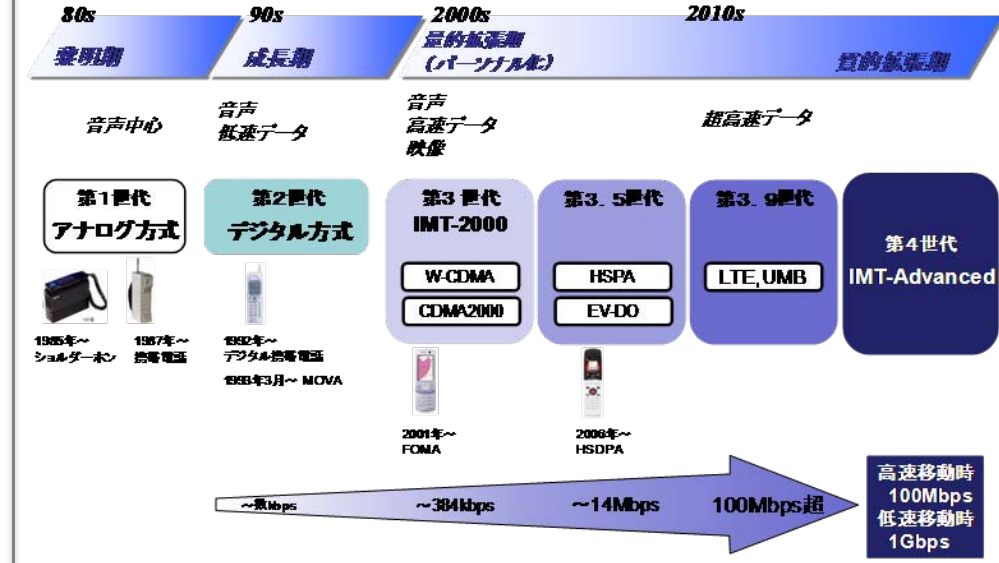 80s
90s
2000s
2010s
黎明期
成長期
量的拡張期
(パーソナル化)
質的拡張期
音声中心
音声
低速データ
音声
高速データ
映像
超高速データ
第1世代
アナログ方式
第2世代
デジタル方式
第3世代
IMT-2000
W-CDMA
CDMA2000
第3.5世代
HSPA
EV-DO
第3.9世代
LTE,UMB
第4世代
IMT-Advanced
1985年～
ショルダーホン
1987年～
携帯電話
1992年～
デジタル携帯電話
1993年3月～ MOVA
2001年～
FOMA
2006年～
HSDPA
～数kbps
～384kbps
～14Mbps
100Mbps超
高速移動時
100Mbps
低速移動時
1Gbps